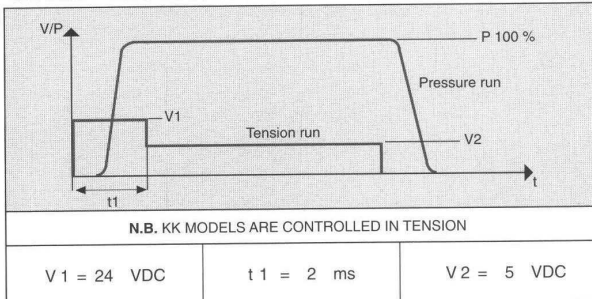 V/P
P 100 %
Pressure run
V1
Tension run
V2
t
t1
N.B. KK MODELS ARE CONTROLLED IN TENSION
V 1 = 24 VDC
t 1 = 2 ms
V 2 = 5 VDC